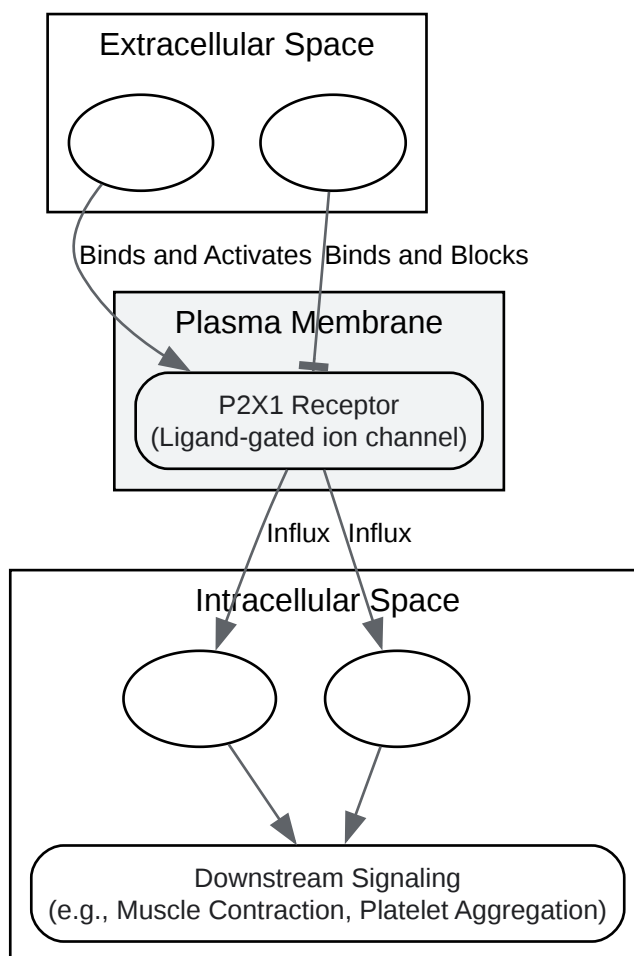 Extracellular Space
Binds and Activates
Binds and Blocks
Plasma Membrane
P2X1 Receptor
(Ligand-gated ion channel)
Influx
Influx
Intracellular Space
Downstream Signaling
(e.g., Muscle Contraction, Platelet Aggregation)